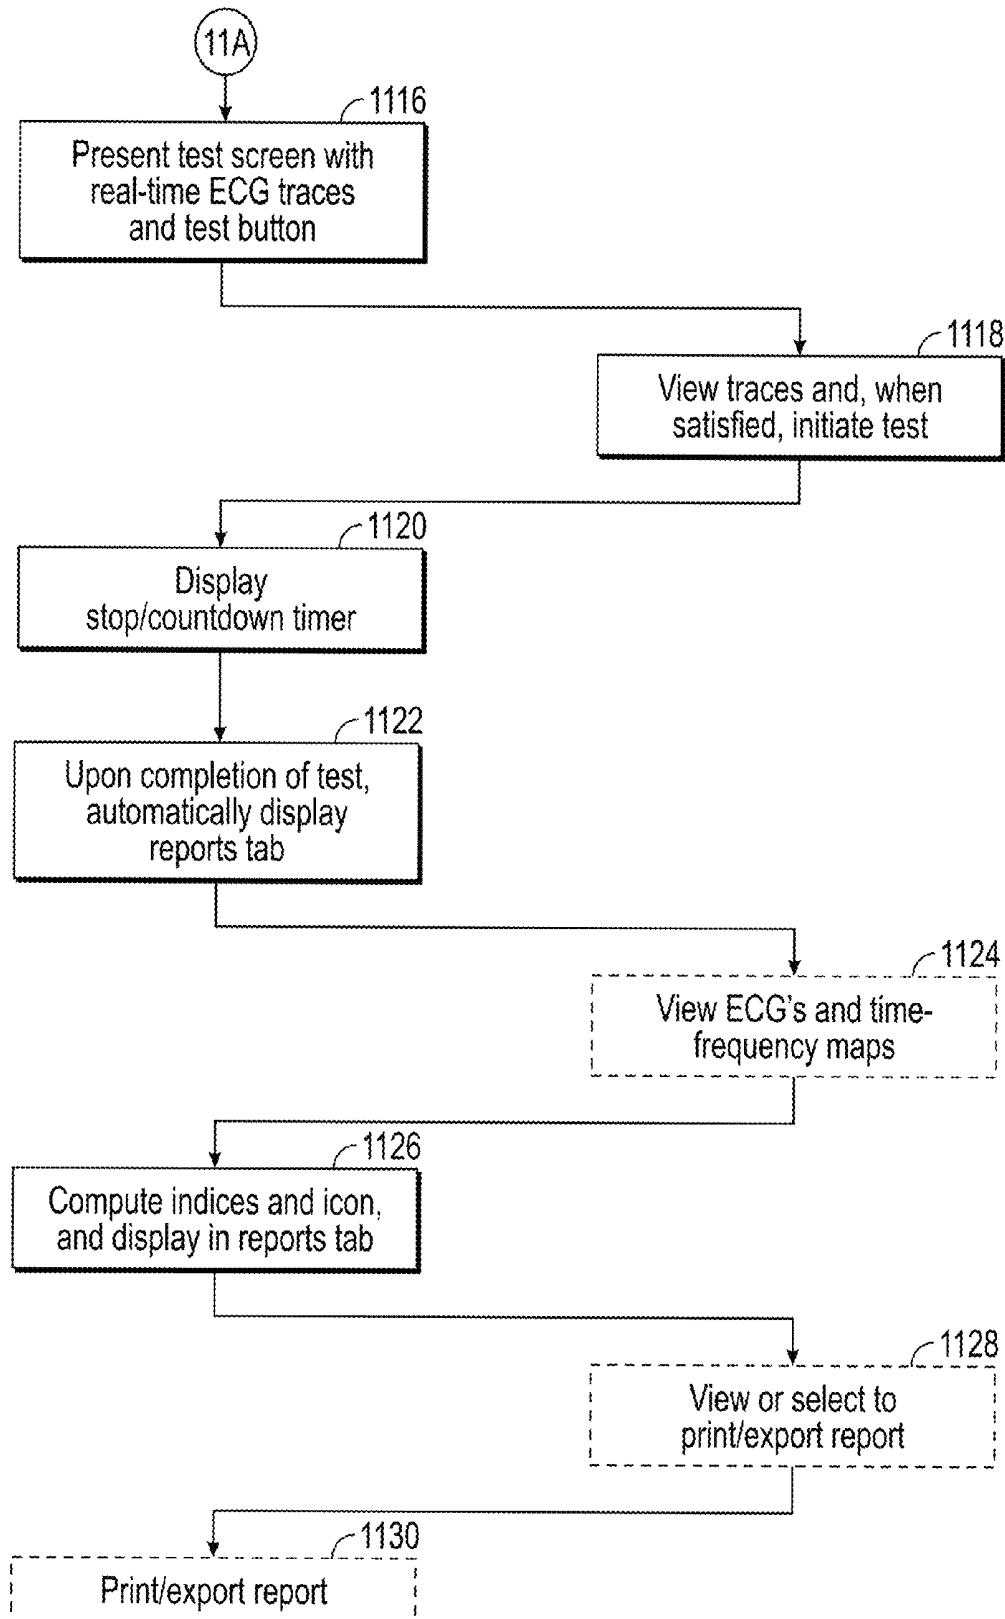 11A
1116
Present test screen with
real-time ECG traces
and test button
1118
View traces and, when
satisfied, initiate test
1120
Display
stop/countdown timer
1122
Upon completion of test,
automatically display
reports tab
1124
View ECG's and time-
frequency maps
1126
Compute indices and icon,
and display in reports tab
1128
View or select to
print/export report
1130
Print/export report